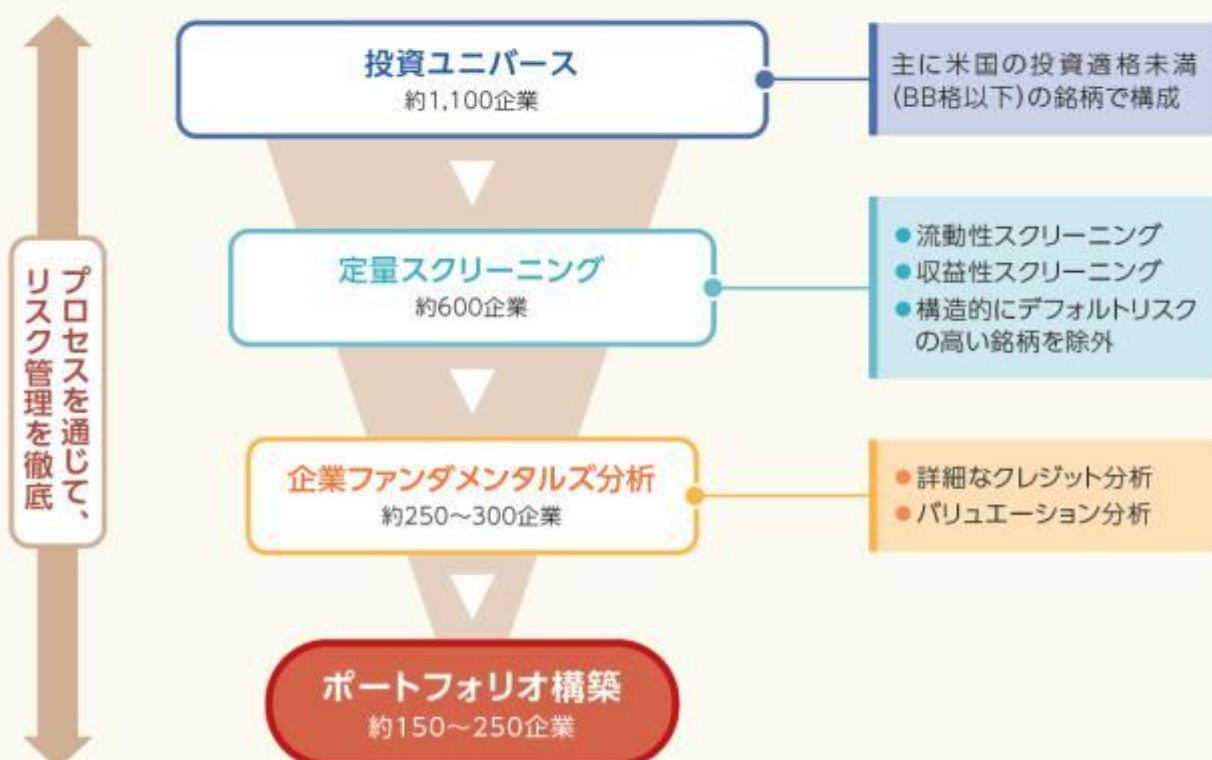 プロセスを通じて、
リスク管理を徹底
投資ユニバース
約1,100企業
主に米国の投資適格未満
(BB格以下)の銘柄で構成
定量スクリーニング
約600企業
●流動性スクリーニング
●収益性スクリーニング
●構造的にデフォルトリスク
の高い銘柄を除外
企業ファンダメンタルズ分析
約250～300企業
●詳細なクレジット分析
●バリュエーション分析
ポートフォリオ構築
約150～250企業